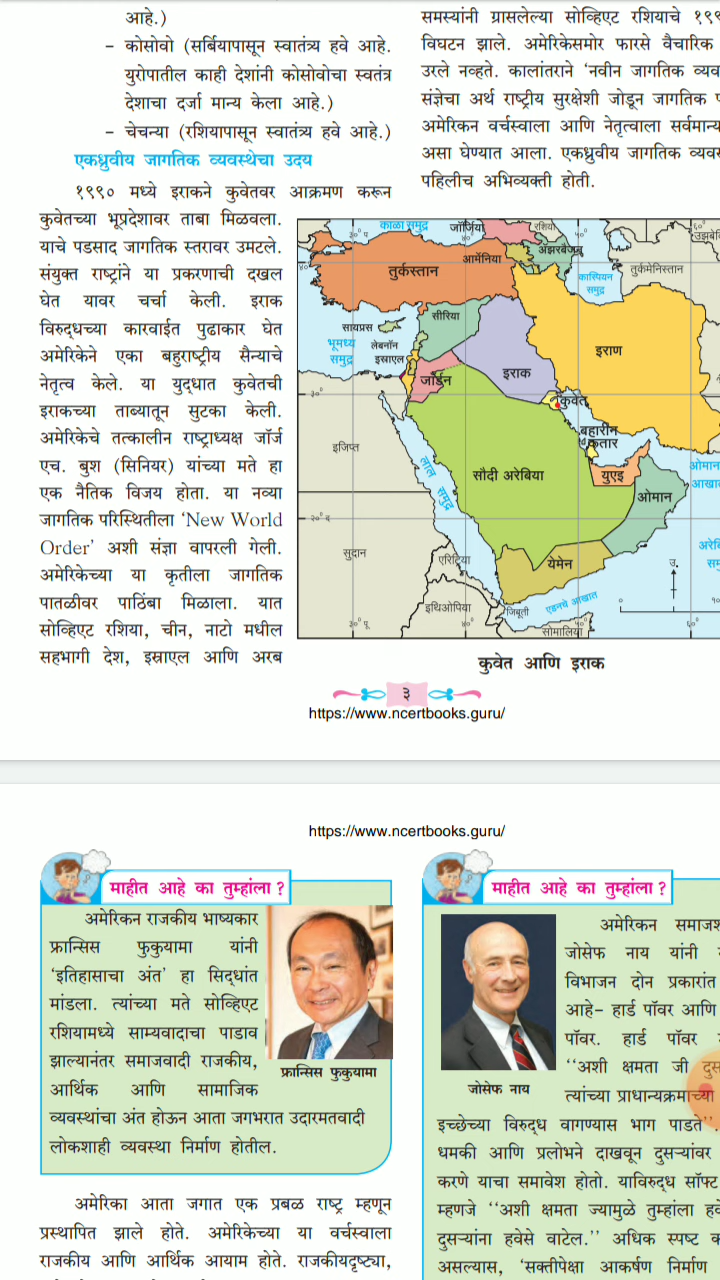 आहे.)
– कोसोवो (सर्बियापासून स्वातंत्र्य हवे आहे.
युरोपातील काही देशांनी कोसोवोचा स्वतंत्र
देशाचा दर्जा मान्य केला आहे.)
– चेचन्या (रशियापासून स्वातंत्र्य हवे आहे.)
एकध्रुवीय जागतिक व्यवस्थेचा उदय
१९९० मध्ये इराकने कुवेतवर आक्रमण करून
कुवेतच्या भूप्रदेशावर ताबा मिळवला.
याचे पडसाद जागतिक स्तरावर उमटले.
संयुक्त राष्ट्रांने या प्रकरणाची दखल
घेत यावर चर्चा केली. इराक
विरुद्धच्या कारवाईत पुढाकार घेत
अमेरिकेने एका बहुराष्ट्रीय सैन्याचे
नेतृत्व केले. या युद्धात कुवेतची
इराकच्या ताब्यातून सुटका केली.
अमेरिकेचे तत्कालीन राष्ट्राध्यक्ष जॉर्ज
एच. बुश (सिनियर) यांच्या मते हा
एक नैतिक विजय होता. या नव्या
जागतिक परिस्थितीला ‘New World
Order’ अशी संज्ञा वापरली गेली.
अमेरिकेच्या या कृतीला जागतिक
पातळीवर पाठिंबा मिळाला. यात
सोव्हिएट रशिया, चीन, नाटो मधील
सहभागी देश, इस्राएल आणि अरब
समस्यांनी ग्रासलेल्या सोव्हिएट रशियाचे १९९
विघटन झाले. अमेरिकेसमोर फारसे वैचारिक
उरले नव्हते. कालांतराने ‘नवीन जागतिक व्यव
संज्ञेचा अर्थ राष्ट्रीय सुरक्षेशी जोडून जागतिक
अमेरिकन वर्चस्वाला आणि नेतृत्वाला सर्वमान्य
असा घेण्यात आला. एकध्रुवीय जागतिक व्यवस
पहिलीच अभिव्यक्ती होती.
काळा समुद्र
जॉर्जिया
रशिया
उझबेकि
आर्मेनिया
अझरबैजान
तुर्कस्तान
कास्पियन
समुद्र
तुर्कमेनिस्तान
सायप्रस
सीरिया
भूमध्य
समुद्र
लेबनॉन
इस्राएल
जॉर्डन
इराक
इराण
कुवेत
बहारीन
कतार
इजिप्त
लाल समुद्र
सौदी अरेबिया
युएइ
ओमान
ओमान
आखा
अरेबि
समु
सुदान
एरिट्रिया
येमेन
उ.
इथिओपिया
जिबूती
एडनचे आखात
सोमालिया
कुवेत आणि इराक
३
https://www.ncertbooks.guru/
https://www.ncertbooks.guru/
माहीत आहे का तुम्हांला ?
अमेरिकन राजकीय भाष्यकार
फ्रान्सिस फुकुयामा यांनी
‘इतिहासाचा अंत’ हा सिद्धांत
मांडला. त्यांच्या मते सोव्हिएट
रशियामध्ये साम्यवादाचा पाडाव
झाल्यानंतर समाजवादी राजकीय,
आर्थिक आणि सामाजिक
व्यवस्थांचा अंत होऊन आता जगभरात उदारमतवादी
लोकशाही व्यवस्था निर्माण होतील.
फ्रान्सिस फुकुयामा
अमेरिका आता जगात एक प्रबळ राष्ट्र म्हणून
प्रस्थापित झाले होते. अमेरिकेच्या या वर्चस्वाला
राजकीय आणि आर्थिक आयाम होते. राजकीयदृष्ट्या,
माहीत आहे का तुम्हांला ?
अमेरिकन समाजश
जोसेफ नाय यांनी
विभाजन दोन प्रकारांत
आहे– हार्ड पॉवर आणि
पॉवर. हार्ड पॉवर
‘‘अशी क्षमता जी दुस
त्यांच्या प्राधान्यक्रमाच्या
जोसेफ नाय
इच्छेच्या विरुद्ध वागण्यास भाग पाडते’’.
धमकी आणि प्रलोभने दाखवून दुसऱ्यांवर
करणे याचा समावेश होतो. याविरुद्ध सॉफ्ट
म्हणजे ‘‘अशी क्षमता ज्यामुळे तुम्हांला हवे
दुसऱ्यांना हवेसे वाटेल.’’ अधिक स्पष्ट क
असल्यास, ‘सक्तीपेक्षा आकर्षण निर्माण